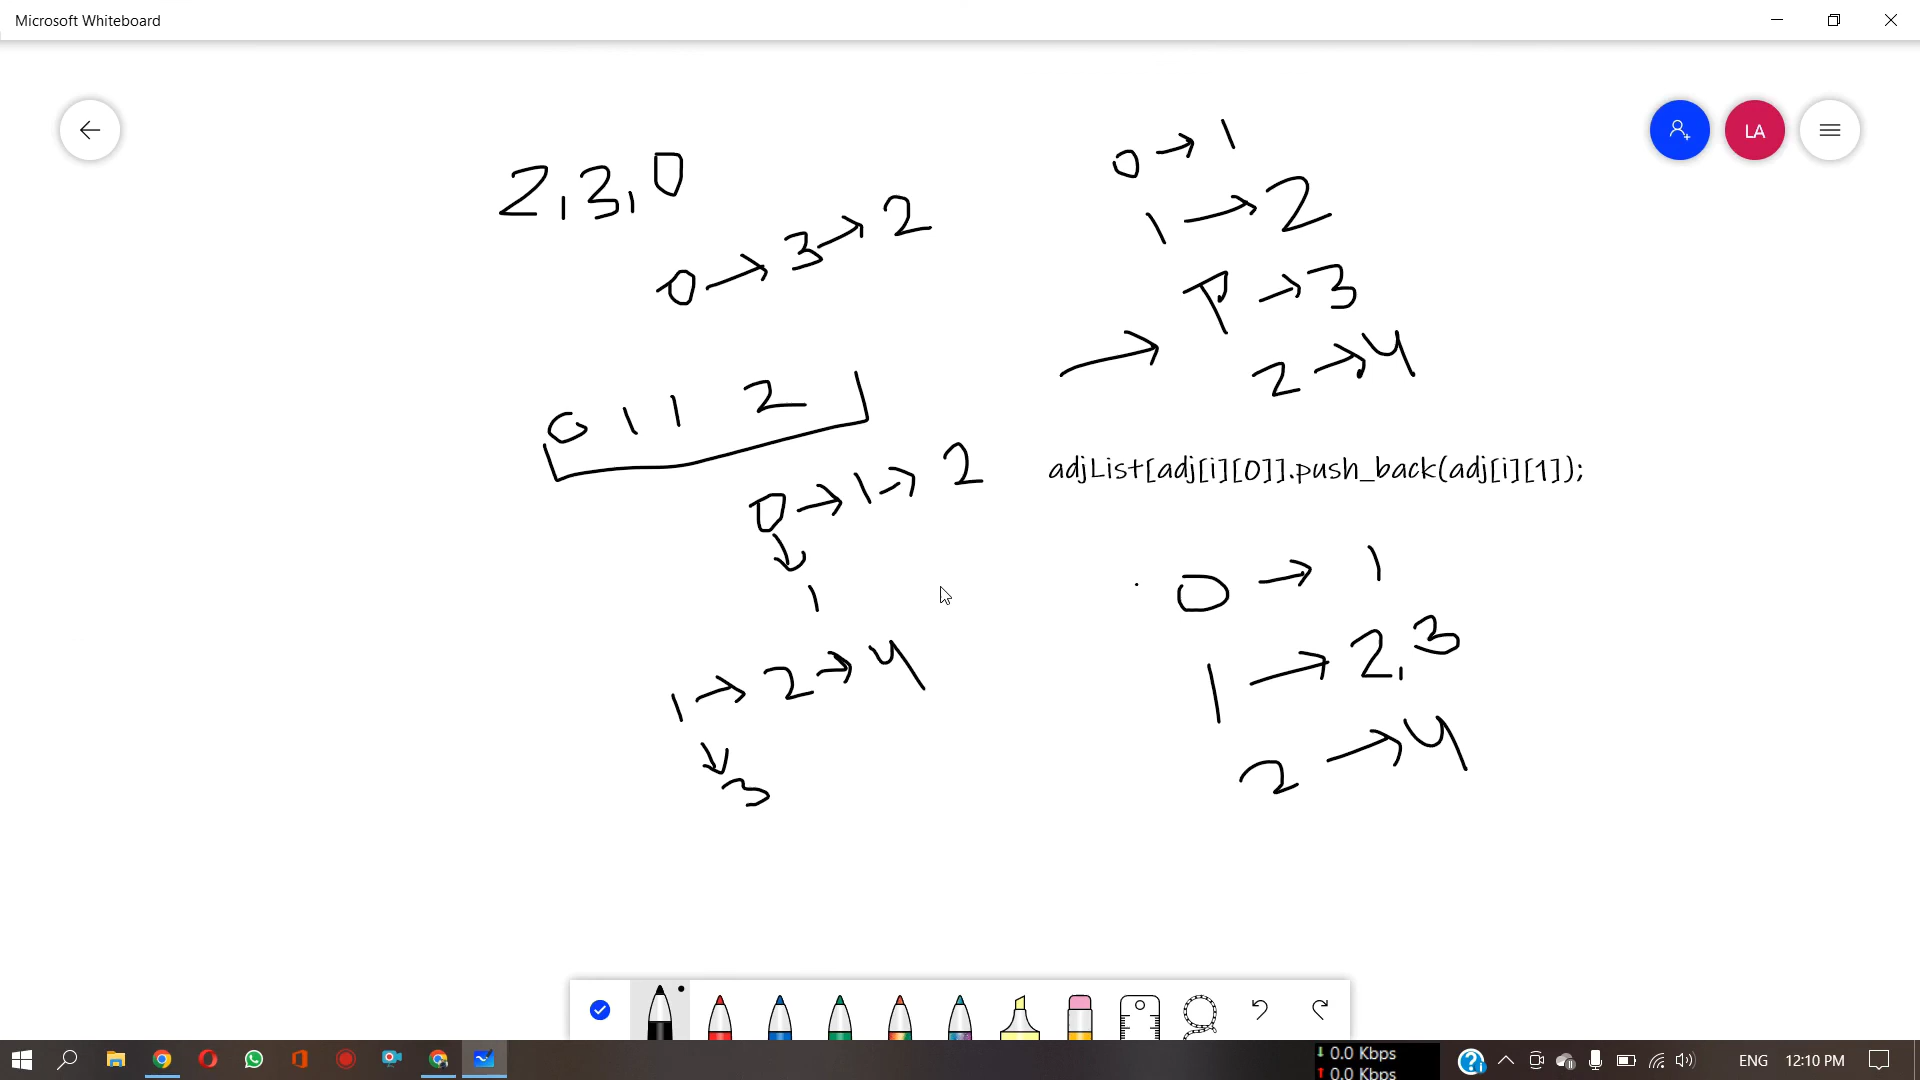 Microsoft Whiteboard
LA
2,3,0
0→3→2
0 1 1 2
0→1→2
↓
1
1→2→4
↓
3
0→1
1→2
→3
→
2→4
adjList[adj[i][0]].push_back(adj[i][1]);
0→1
1→2,3
2→4
0.0 Kbps
0.0 Kbps
ENG
12:10 PM